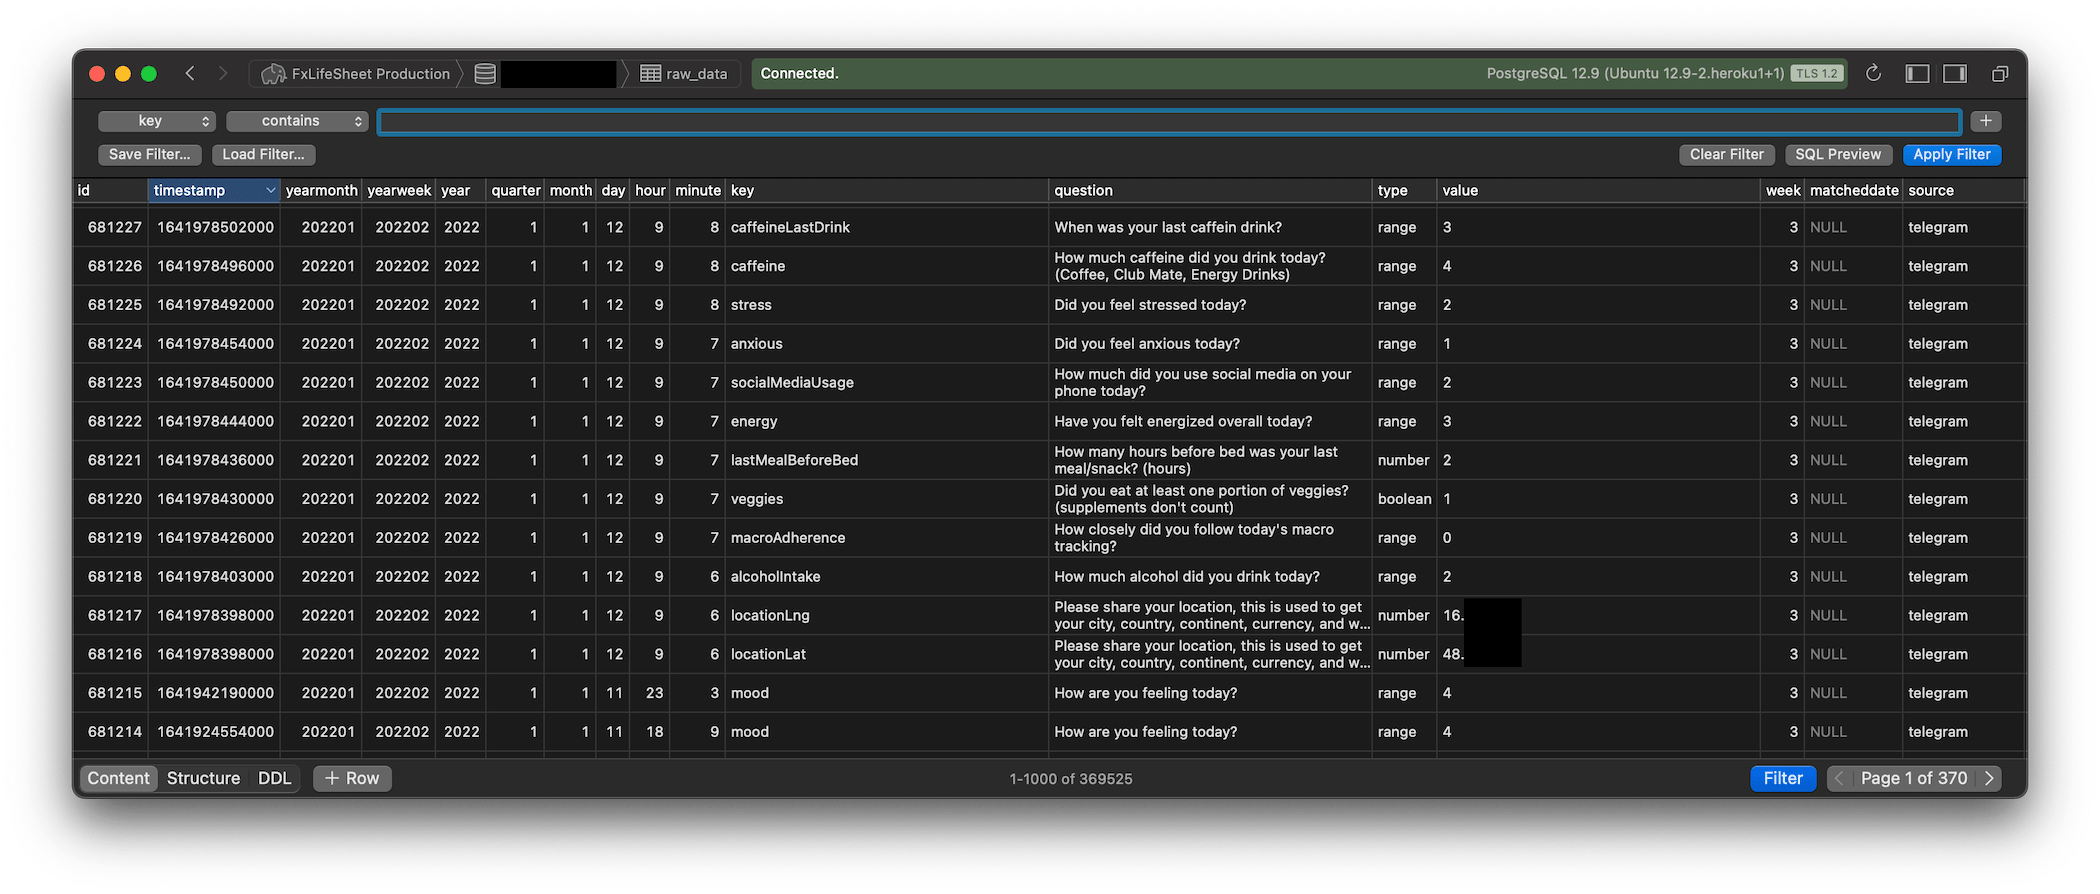 FxLifeSheet Production raw_data Connected. PostgreSQL 12.9 (Ubuntu 12.9-2.heroku1+1) TLS 1.2
key contains +
Save Filter... Load Filter... Clear Filter SQL Preview Apply Filter
id timestamp yearmonth yearweek year quarter month day hour minute key question type value week matcheddate source
681227 1641978502000 202201 202202 2022 1 1 12 9 8 caffeineLastDrink When was your last caffein drink? range 3 3 NULL telegram
681226 1641978496000 202201 202202 2022 1 1 12 9 8 caffeine How much caffeine did you drink today? range 4 3 NULL telegram
(Coffee, Club Mate, Energy Drinks)
681225 1641978492000 202201 202202 2022 1 1 12 9 8 stress Did you feel stressed today? range 2 3 NULL telegram
681224 1641978454000 202201 202202 2022 1 1 12 9 7 anxious Did you feel anxious today? range 1 3 NULL telegram
681223 1641978450000 202201 202202 2022 1 1 12 9 7 socialMediaUsage How much did you use social media on your range 2 3 NULL telegram
phone today?
681222 1641978444000 202201 202202 2022 1 1 12 9 7 energy Have you felt energized overall today? range 3 3 NULL telegram
681221 1641978436000 202201 202202 2022 1 1 12 9 7 lastMealBeforeBed How many hours before bed was your last number 2 3 NULL telegram
meal/snack? (hours)
681220 1641978430000 202201 202202 2022 1 1 12 9 7 veggies Did you eat at least one portion of veggies? boolean 1 3 NULL telegram
(supplements don't count)
681219 1641978426000 202201 202202 2022 1 1 12 9 7 macroAdherence How closely did you follow today's macro range 0 3 NULL telegram
tracking?
681218 1641978403000 202201 202202 2022 1 1 12 9 6 alcoholIntake How much alcohol did you drink today? range 2 3 NULL telegram
681217 1641978398000 202201 202202 2022 1 1 12 9 6 locationLng Please share your location, this is used to get number 16. 3 NULL telegram
your city, country, continent, currency, and w...
681216 1641978398000 202201 202202 2022 1 1 12 9 6 locationLat Please share your location, this is used to get number 48. 3 NULL telegram
your city, country, continent, currency, and w...
681215 1641942190000 202201 202202 2022 1 1 11 23 3 mood How are you feeling today? range 4 3 NULL telegram
681214 1641924554000 202201 202202 2022 1 1 11 18 9 mood How are you feeling today? range 4 3 NULL telegram
Content Structure DDL + Row 1-1000 of 369525 Filter Page 1 of 370